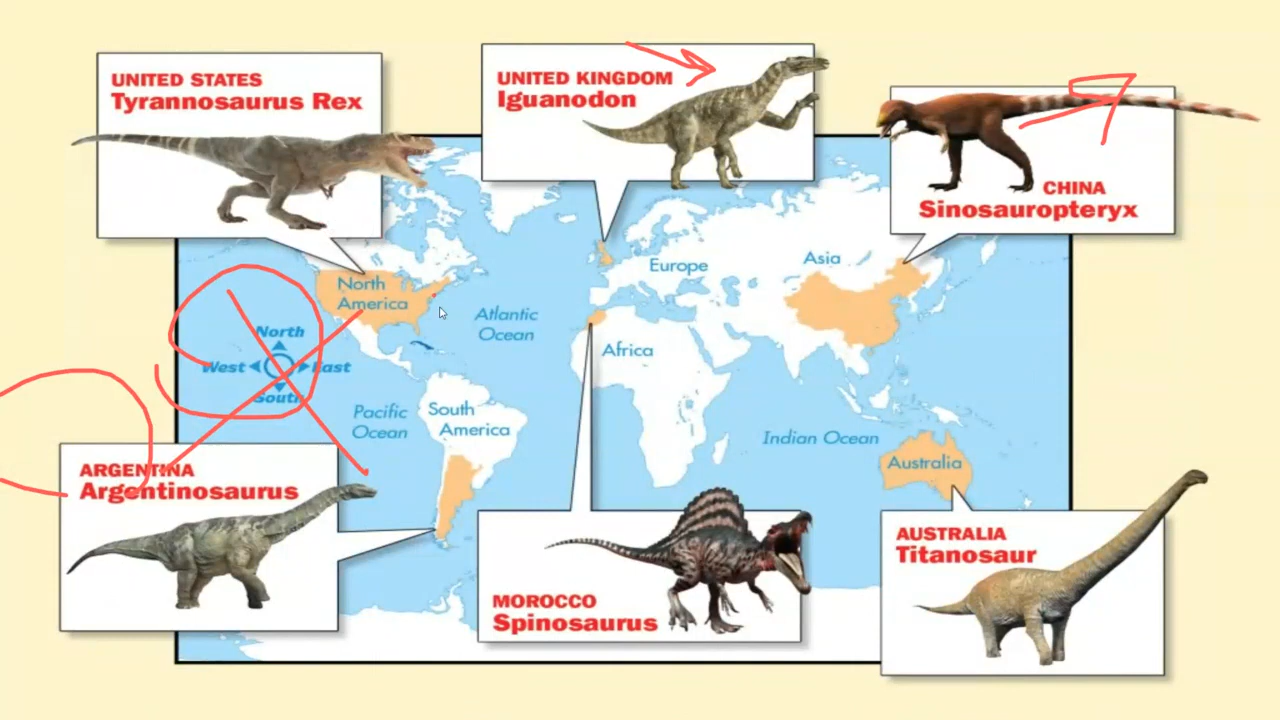 UNITED STATES
Tyrannosaurus Rex
UNITED KINGDOM
Iguanodon
CHINA
Sinosauropteryx
North
America
Atlantic
Ocean
Europe
Asia
Africa
North
West
East
South
Pacific
Ocean
South
America
Indian Ocean
Australia
ARGENTINA
Argentinosaurus
MOROCCO
Spinosaurus
AUSTRALIA
Titanosaur